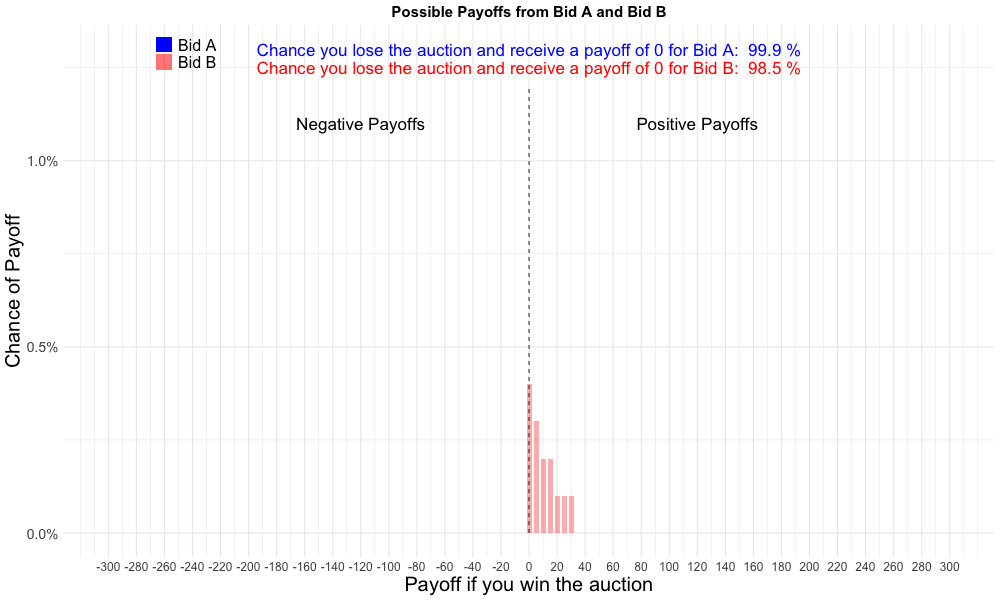 Possible Payoffs from Bid A and Bid B
Bid A
Bid B
Chance you lose the auction and receive a payoff of 0 for Bid A:  99.9 %
Chance you lose the auction and receive a payoff of 0 for Bid B:  98.5 %
Negative Payoffs
Positive Payoffs
Chance of Payoff
1.0%
0.5%
0.0%
-300 -280 -260 -240 -220 -200 -180 -160 -140 -120 -100 -80 -60 -40 -20 0 20 40 60 80 100 120 140 160 180 200 220 240 260 280 300
Payoff if you win the auction